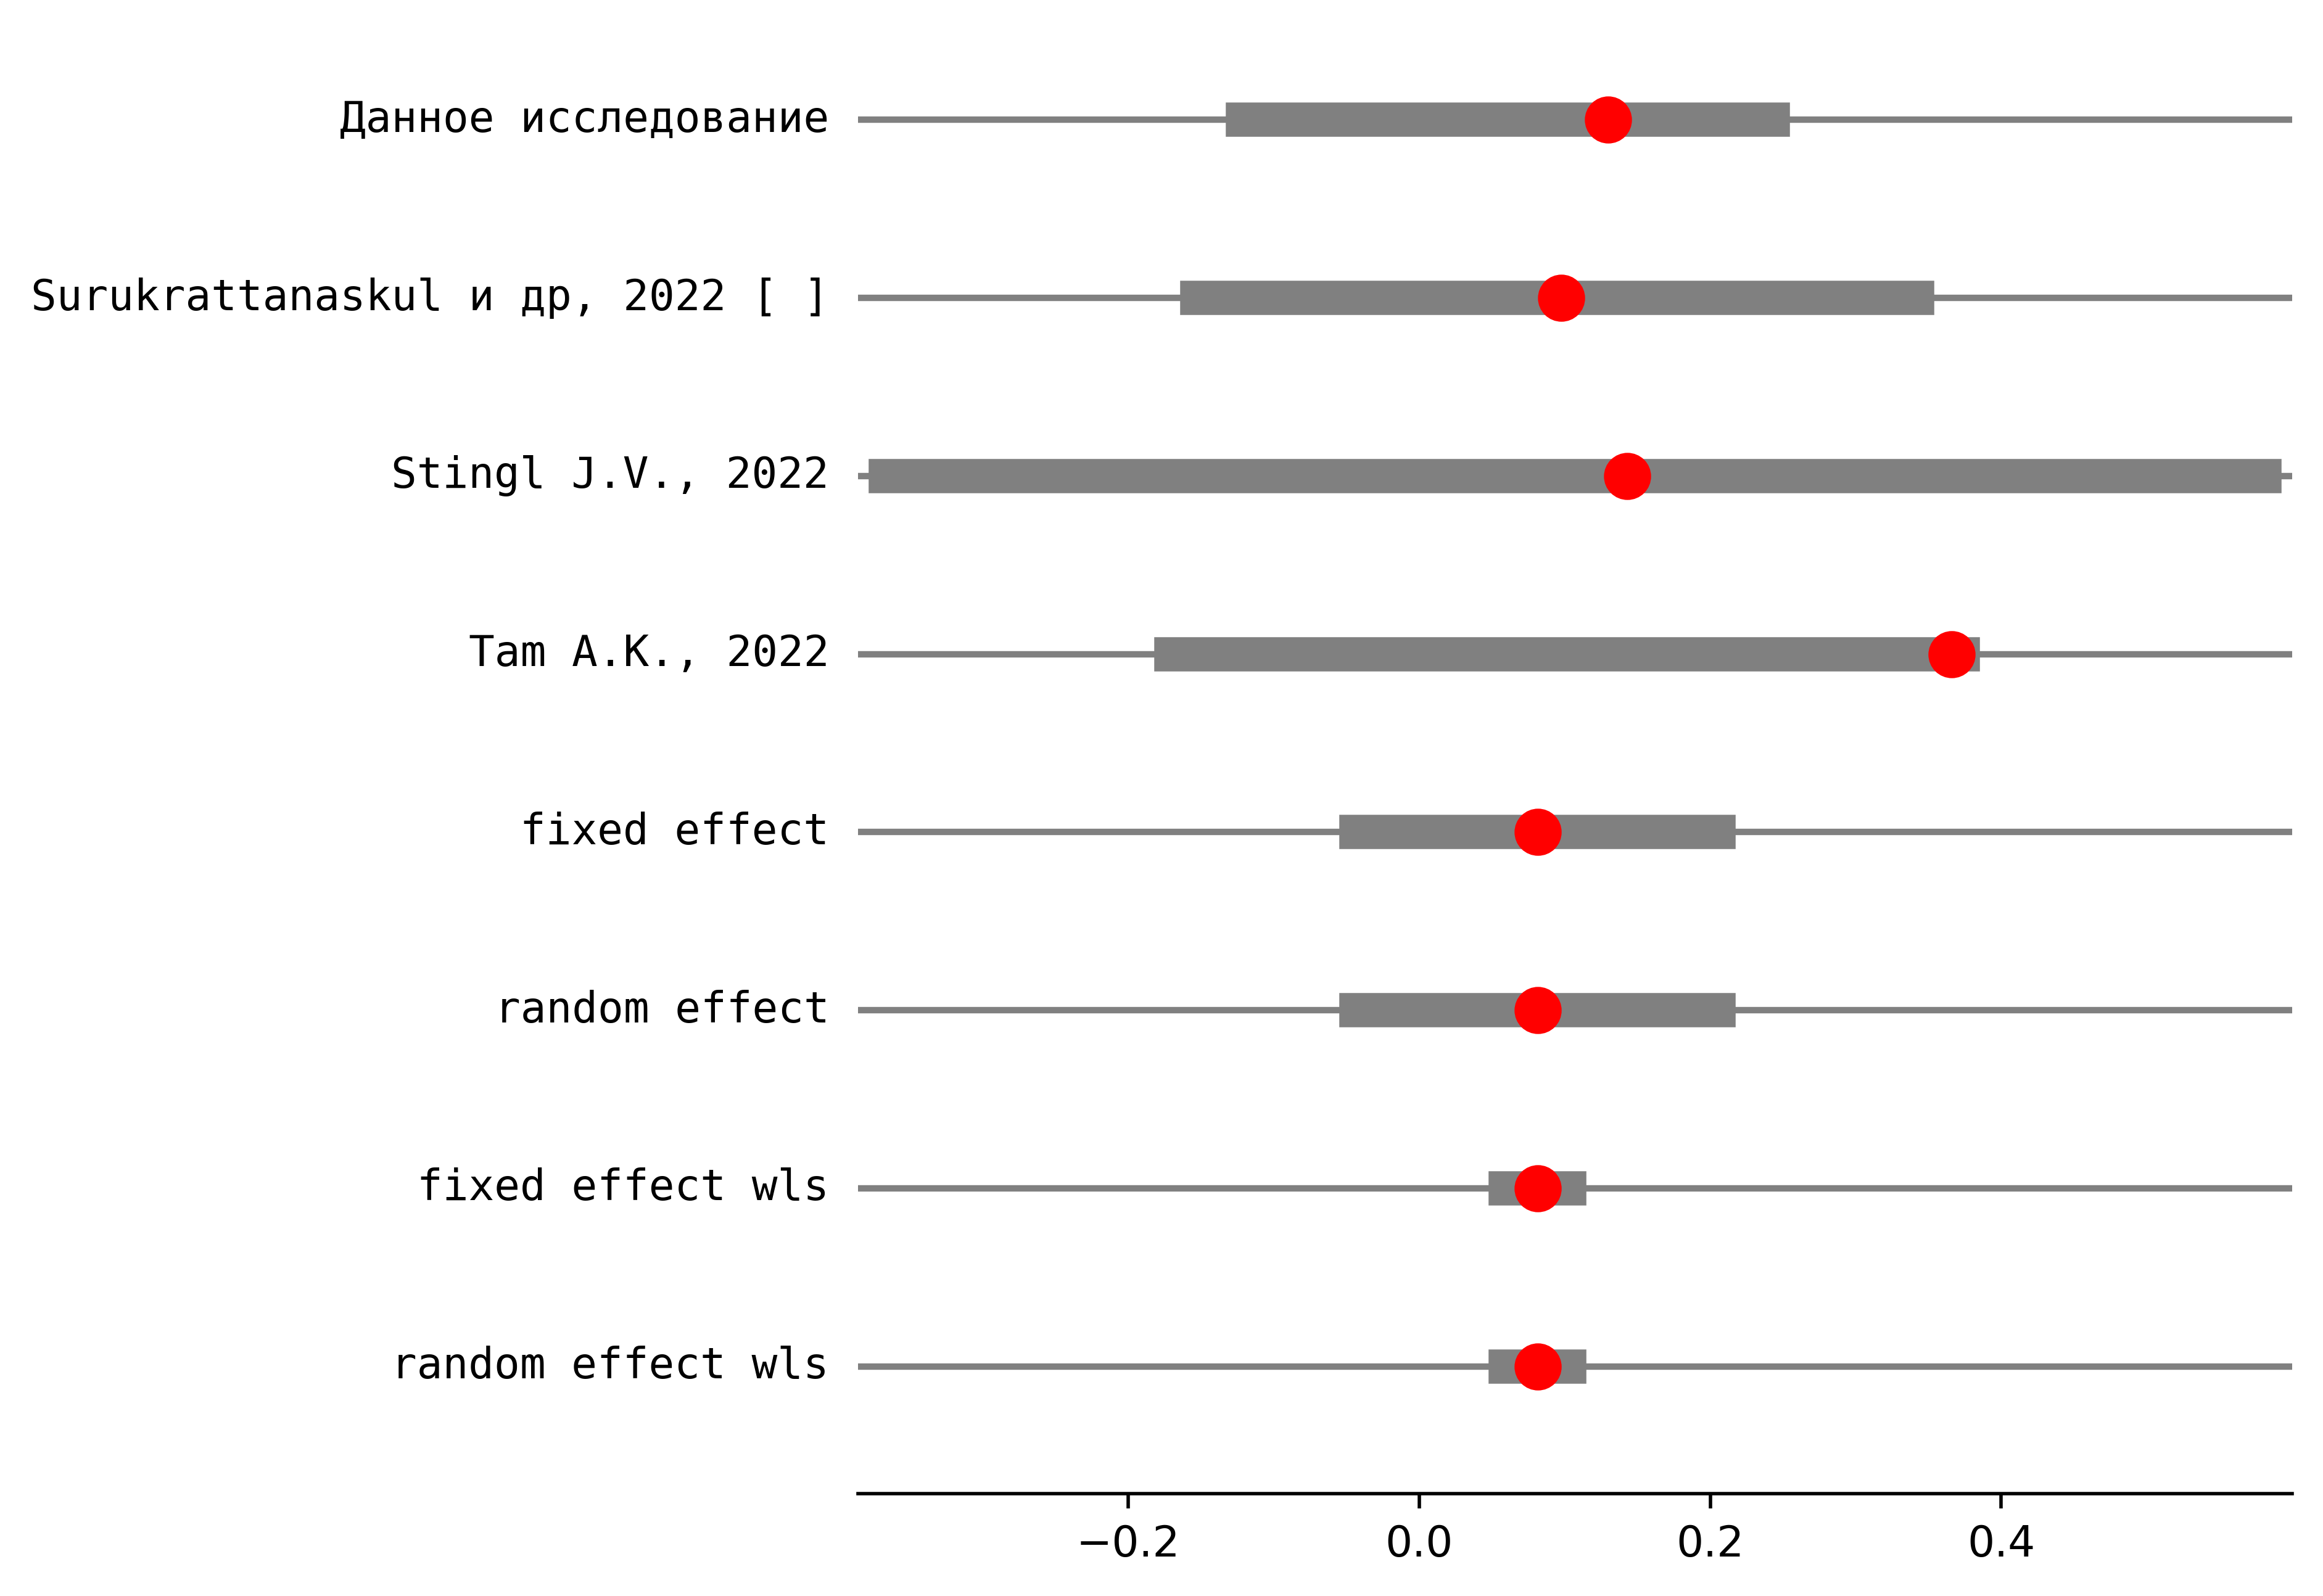 Данное исследование
Surukrattanaskul и др, 2022 [ ]
Stingl J.V., 2022
Tam A.K., 2022
fixed effect
random effect
fixed effect wls
random effect wls
−0.2 0.0 0.2 0.4